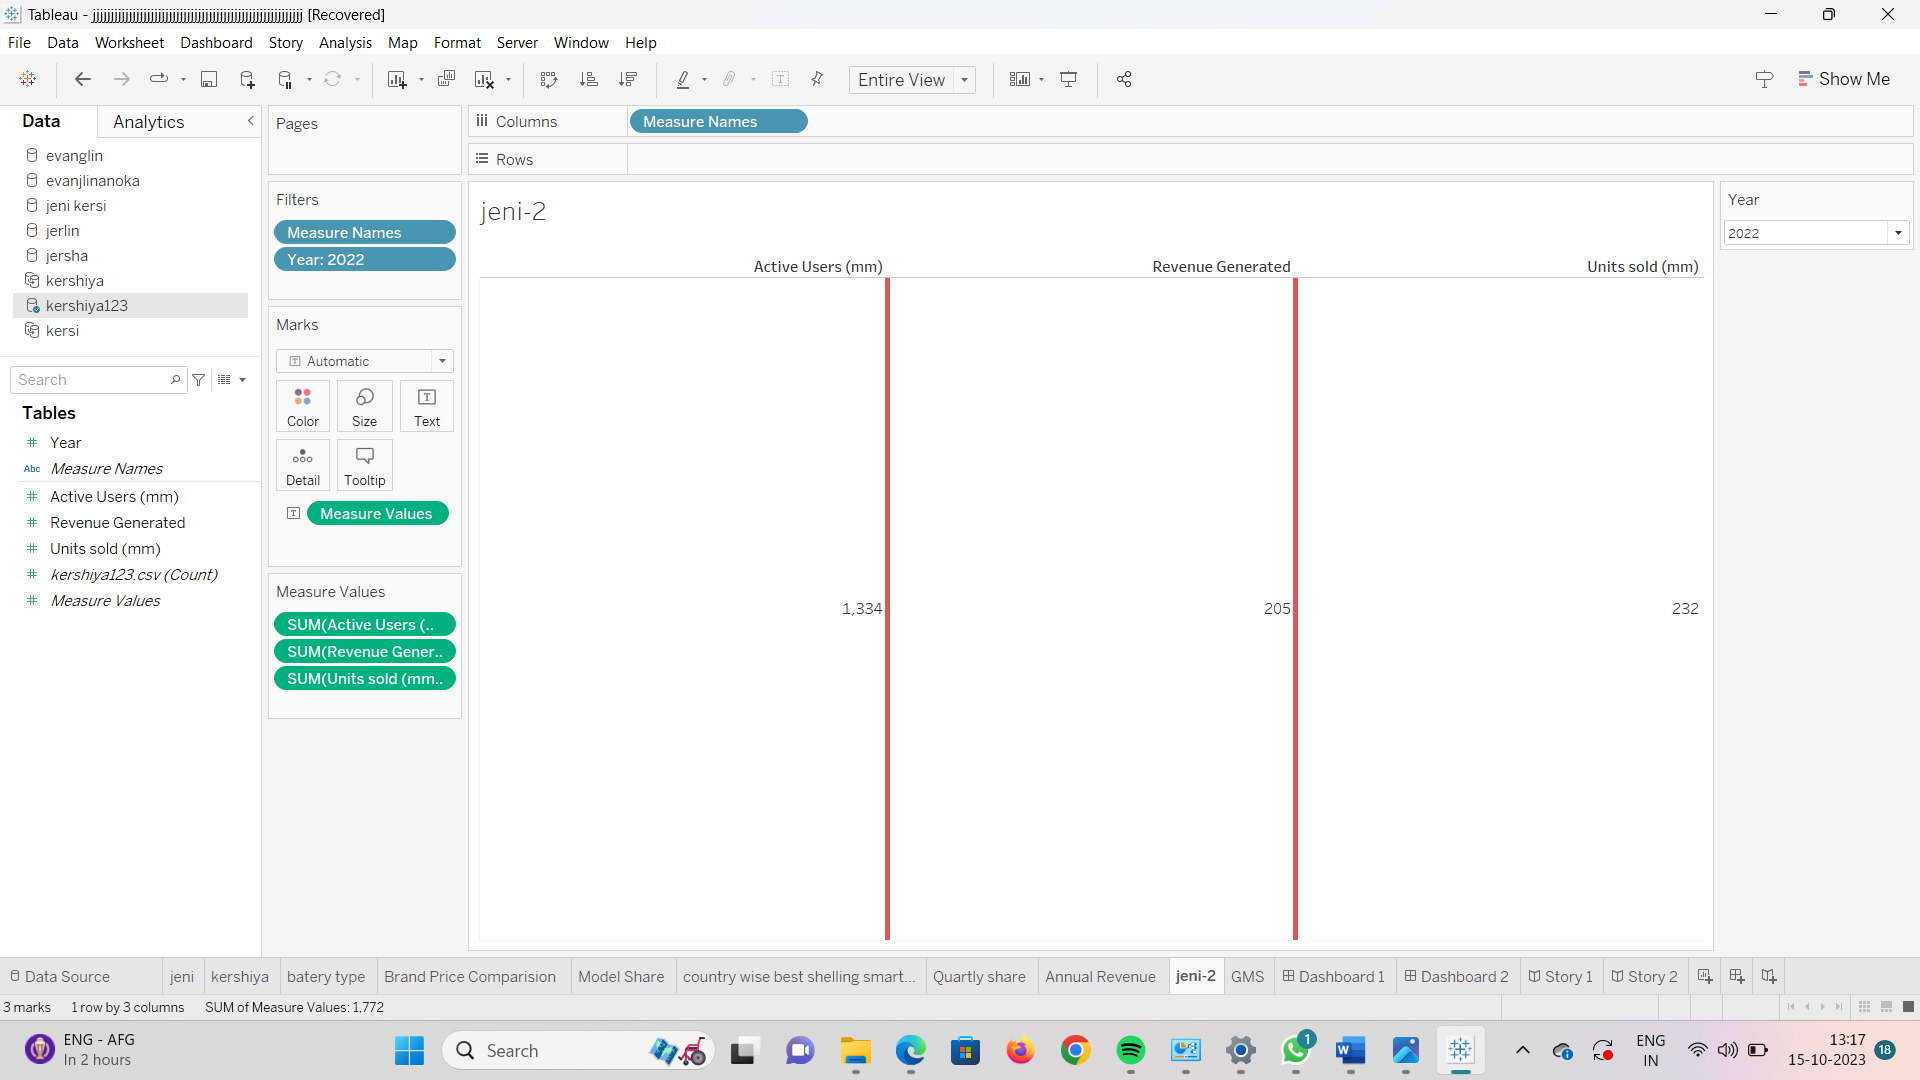 Tableau - jjjjjjjjjjjjjjjjjjjjjjjjjjjjjjjjjjjjjjjjjjjjjjjjjjjjjjjjj [Recovered]
File Data Worksheet Dashboard Story Analysis Map Format Server Window Help
Entire View
Show Me
Data Analytics
evanglin
evanjlinanoka
jeni kersi
jerlin
jersha
kershiya
kershiya123
kersi
Search
Tables
Year
Abc Measure Names
Active Users (mm)
Revenue Generated
Units sold (mm)
kershiya123.csv (Count)
Measure Values
Pages
Filters
Measure Names
Year: 2022
Marks
Automatic
Color Size Text
Detail Tooltip
Measure Values
Measure Values
SUM(Active Users (..
SUM(Revenue Gener..
SUM(Units sold (mm..
Columns Measure Names
Rows
jeni-2
Active Users (mm) Revenue Generated Units sold (mm)
1,334 205 232
Year
2022
Data Source jeni kershiya batery type Brand Price Comparision Model Share country wise best shelling smart... Quartly share Annual Revenue jeni-2 GMS Dashboard 1 Dashboard 2 Story 1 Story 2
3 marks 1 row by 3 columns SUM of Measure Values: 1,772
ENG - AFG
In 2 hours
Search
1
ENG
IN
13:17
15-10-2023
18